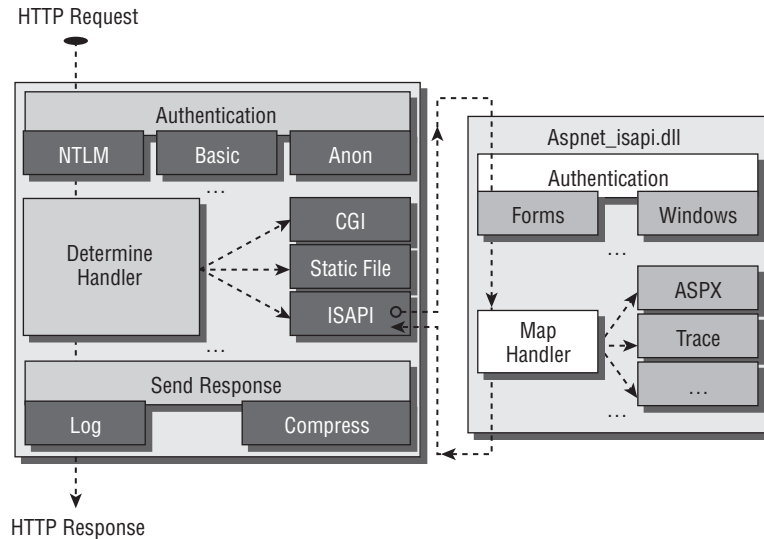 HTTP Request
Authentication
NTLM
Basic
Anon
...
Determine
Handler
CGI
Static File
ISAPI
...
Send Response
Log
Compress
HTTP Response
Aspnet_isapi.dll
Authentication
Forms
Windows
...
Map
Handler
ASPX
Trace
...
...